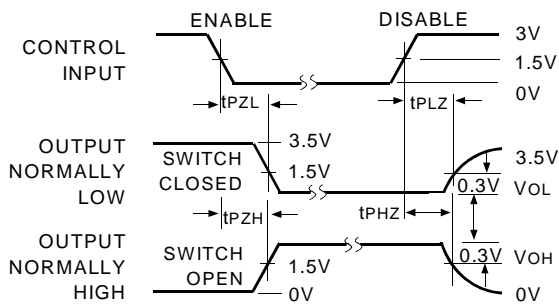 ENABLE
DISABLE
CONTROL
INPUT
3V
1.5V
0V
tPZL
tPLZ
OUTPUT
NORMALLY
LOW
SWITCH
CLOSED
3.5V
1.5V
3.5V
0.3V
VOL
tPZH
tPHZ
OUTPUT
NORMALLY
HIGH
SWITCH
OPEN
1.5V
0V
0.3V
VOH
0V